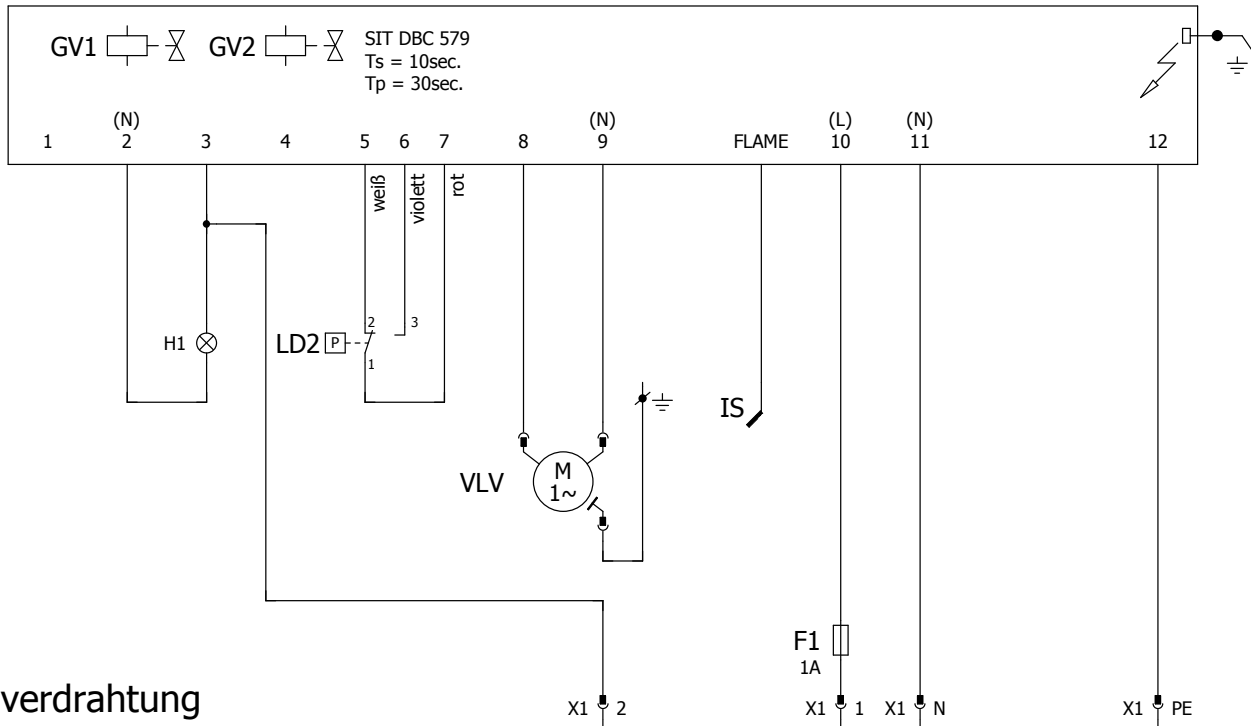 GV1 GV2 SIT DBC 579
Ts = 10sec.
Tp = 30sec.
(N) (N) (L) (N)
1 2 3 4 5 6 7 8 9 FLAME 10 11 12
weiß violett rot
2 3
H1 LD2 P
1
IS
VLV M
1~
F1
1A
verdrahtung X1 2 X1 1 X1 N X1 PE